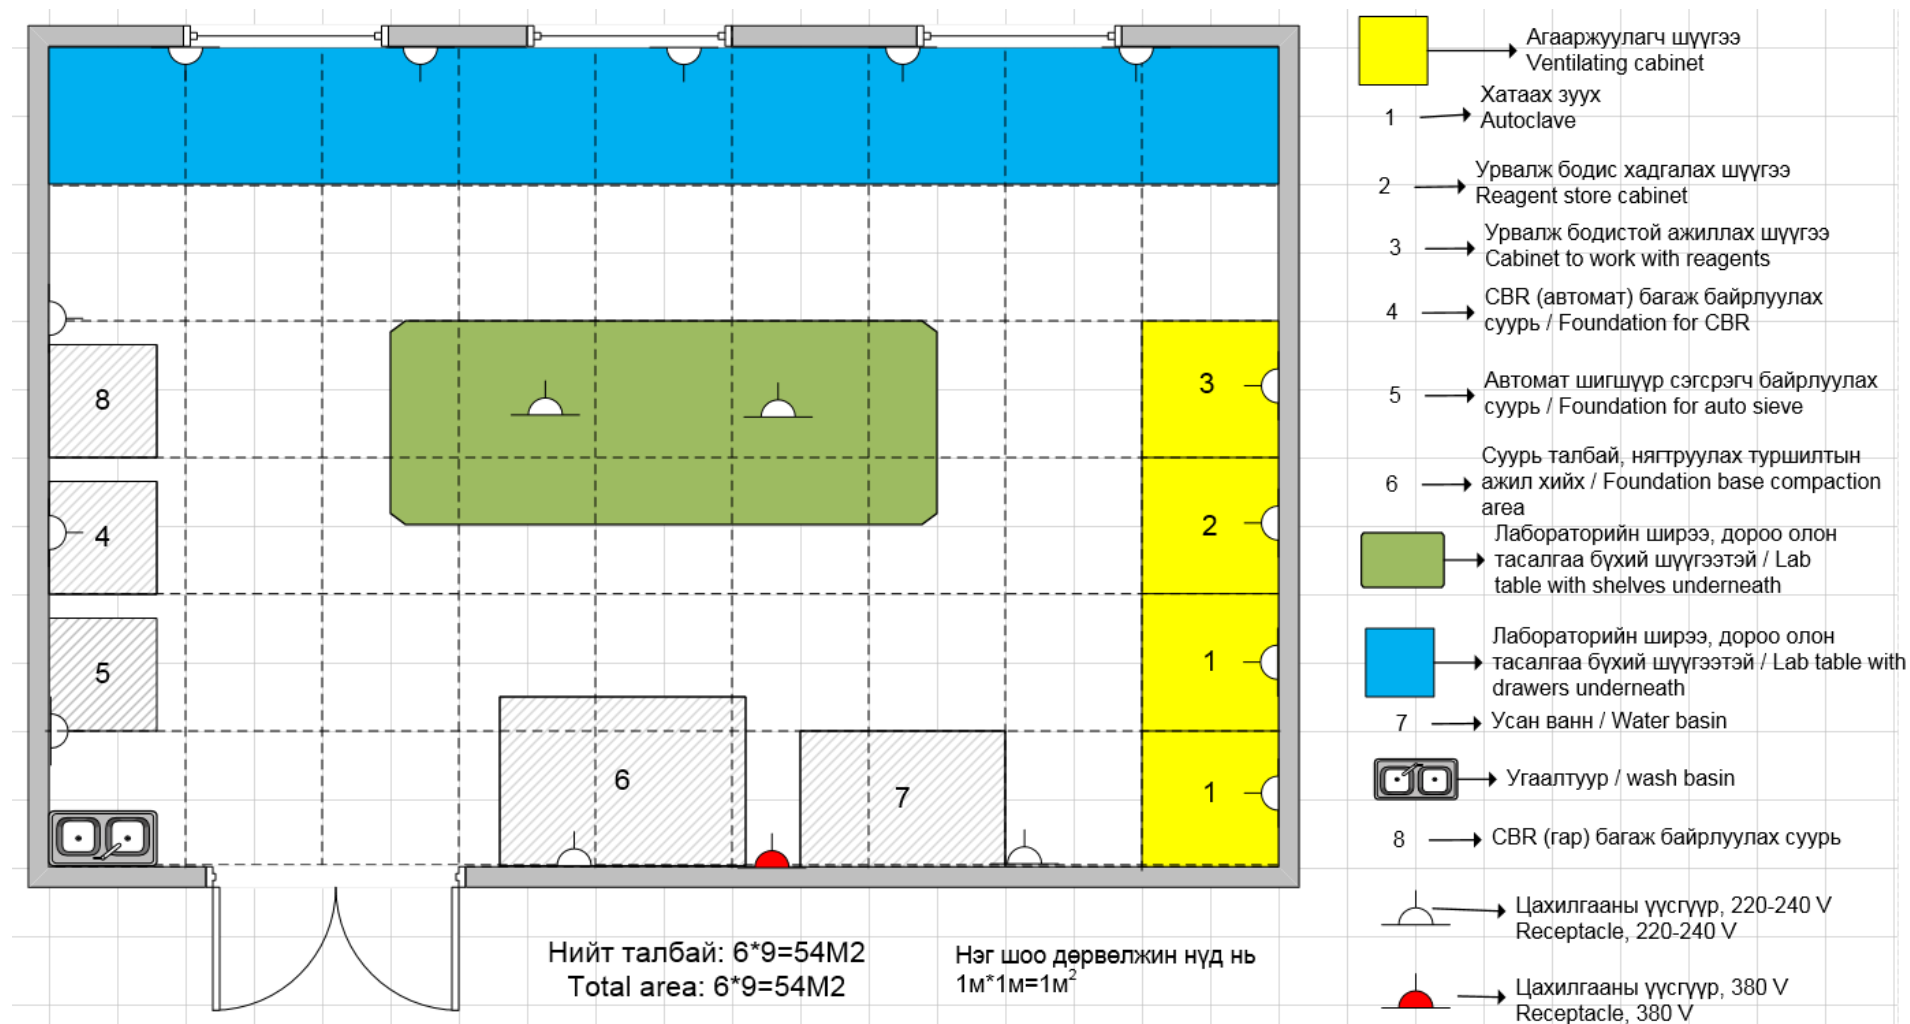 8
4
5
6
7
3
2
1
1
Нийт талбай: 6*9=54М2
Total area: 6*9=54M2
Нэг шоо дөрвөлжин нүд нь
1м*1м=1м²
Агааржуулагч шүүгээ
Ventilating cabinet
1
Хатаах зуух
Autoclave
2
Урвалж бодис хадгалах шүүгээ
Reagent store cabinet
3
Урвалж бодистой ажиллах шүүгээ
Cabinet to work with reagents
4
CBR (автомат) багаж байрлуулах
суурь / Foundation for CBR
5
Автомат шигшүүр сэгсрэгч байрлуулах
суурь / Foundation for auto sieve
6
Суурь талбай, нягтруулах туршилтын
ажил хийх / Foundation base compaction
area
Лабораторийн ширээ, дороо олон
тасалгаа бүхий шүүгээтэй / Lab
table with shelves underneath
Лабораторийн ширээ, дороо олон
тасалгаа бүхий шүүгээтэй / Lab table with
drawers underneath
7
Усан ванн / Water basin
Угаалтуур / wash basin
8
CBR (гар) багаж байрлуулах суурь
Цахилгааны үүсгүүр, 220-240 V
Receptacle, 220-240 V
Цахилгааны үүсгүүр, 380 V
Receptacle, 380 V